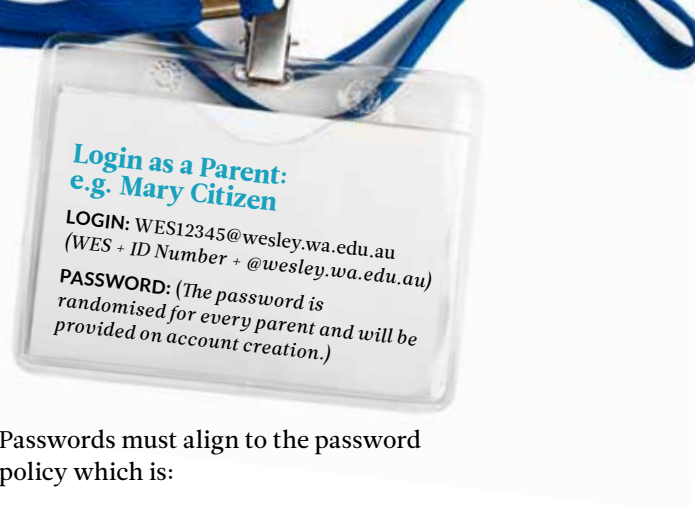 Login as a Parent:
e.g. Mary Citizen
LOGIN: WES12345@wesley.wa.edu.au
(WES + ID Number + @wesley.wa.edu.au)
PASSWORD: (The password is
randomised for every parent and will be
provided on account creation.)
Passwords must align to the password
policy which is: